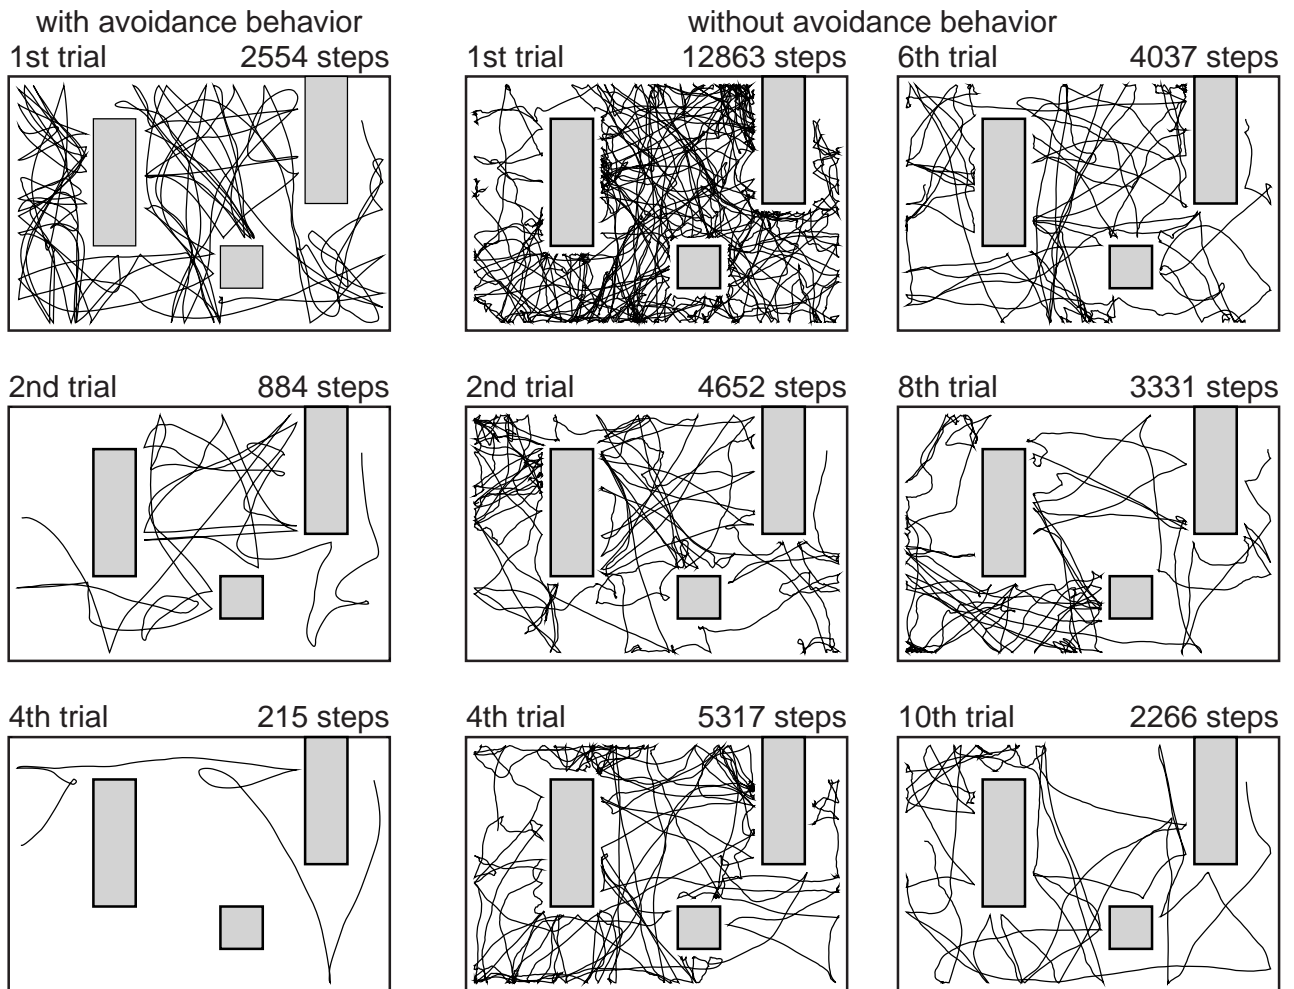 with avoidance behavior
without avoidance behavior
1st trial 2554 steps
1st trial 12863 steps
6th trial 4037 steps
2nd trial 884 steps
2nd trial 4652 steps
8th trial 3331 steps
4th trial 215 steps
4th trial 5317 steps
10th trial 2266 steps